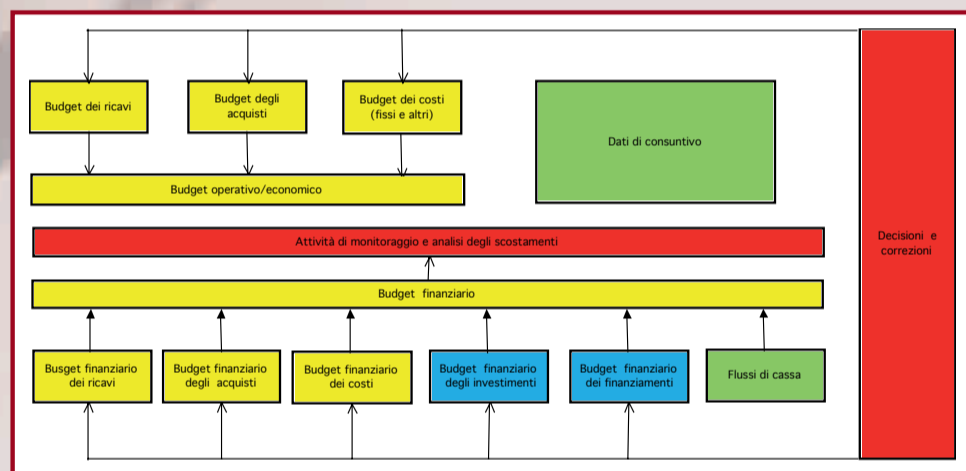 Budget dei ricavi
Budget degli
acquisti
Budget dei costi
(fissi e altri)
Dati di consuntivo
Budget operativo/economico
Decisioni e
correzioni
Attività di monitoraggio e analisi degli scostamenti
Budget finanziario
Busget finanziario
dei ricavi
Budget finanziario
degli acquisti
Budget finanziario
dei costi
Budget finanziario
degli investimenti
Budget finanziario
dei finanziamenti
Flussi di cassa